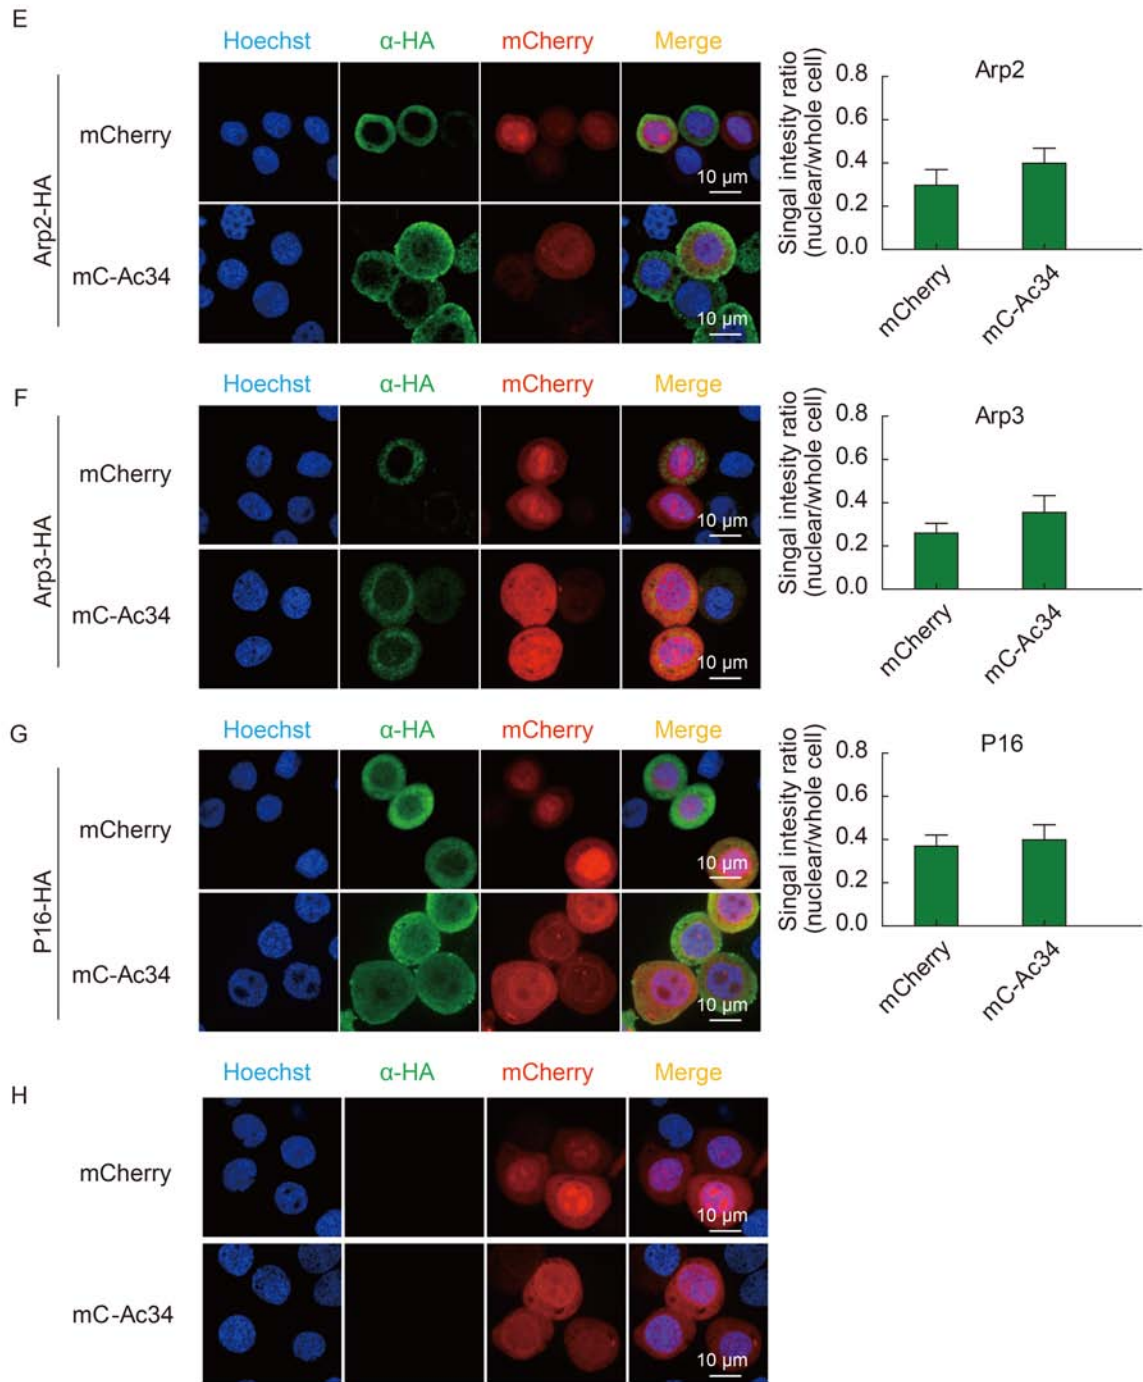 E
Hoechst α-HA mCherry Merge
Arp2-HA
mCherry
10 μm
mC-Ac34
10 μm
Singal intesity ratio
(nuclear/whole cell)
Arp2
0.8
0.6
0.4
0.2
0.0
mCherry
mC-Ac34
F
Hoechst α-HA mCherry Merge
Arp3-HA
mCherry
10 μm
mC-Ac34
10 μm
Singal intesity ratio
(nuclear/whole cell)
Arp3
0.8
0.6
0.4
0.2
0.0
mCherry
mC-Ac34
G
Hoechst α-HA mCherry Merge
P16-HA
mCherry
10 μm
mC-Ac34
10 μm
Singal intesity ratio
(nuclear/whole cell)
P16
0.8
0.6
0.4
0.2
0.0
mCherry
mC-Ac34
H
Hoechst α-HA mCherry Merge
mCherry
10 μm
mC-Ac34
10 μm